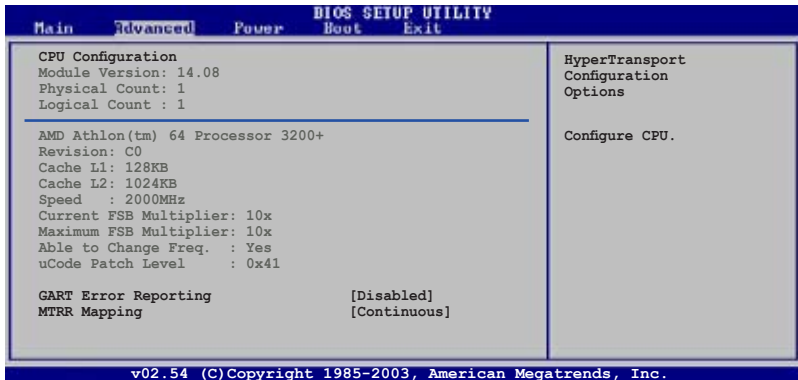 BIOS SETUP UTILITY
Main Advanced Power Boot Exit
CPU Configuration
Module Version: 14.08
Physical Count: 1
Logical Count : 1
AMD Athlon(tm) 64 Processor 3200+
Revision: C0
Cache L1: 128KB
Cache L2: 1024KB
Speed : 2000MHz
Current FSB Multiplier: 10x
Maximum FSB Multiplier: 10x
Able to Change Freq. : Yes
uCode Patch Level : 0x41
GART Error Reporting [Disabled]
MTRR Mapping [Continuous]
HyperTransport
Configuration
Options
Configure CPU.
v02.54 (C)Copyright 1985-2003, American Megatrends, Inc.